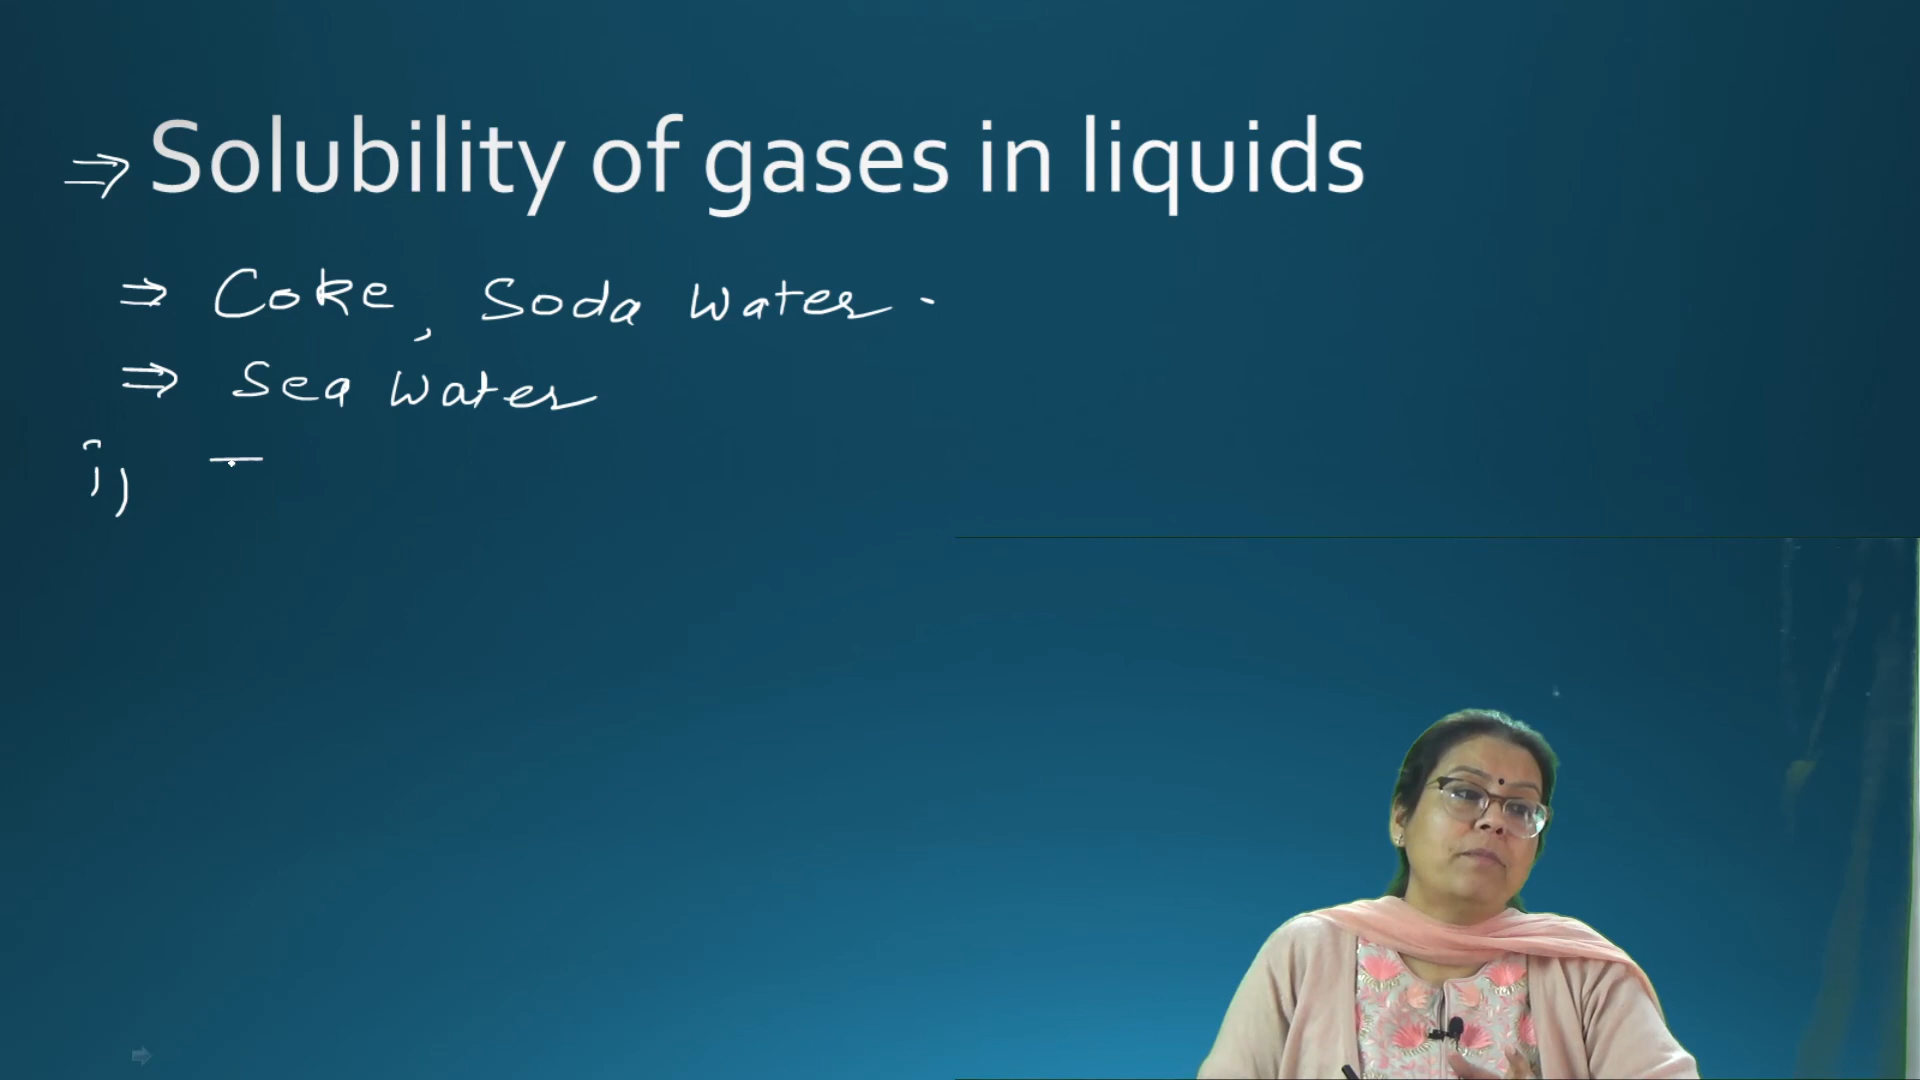 ⇒ Solubility of gases in liquids
⇒ Coke, Soda water.
⇒ Sea water
i)